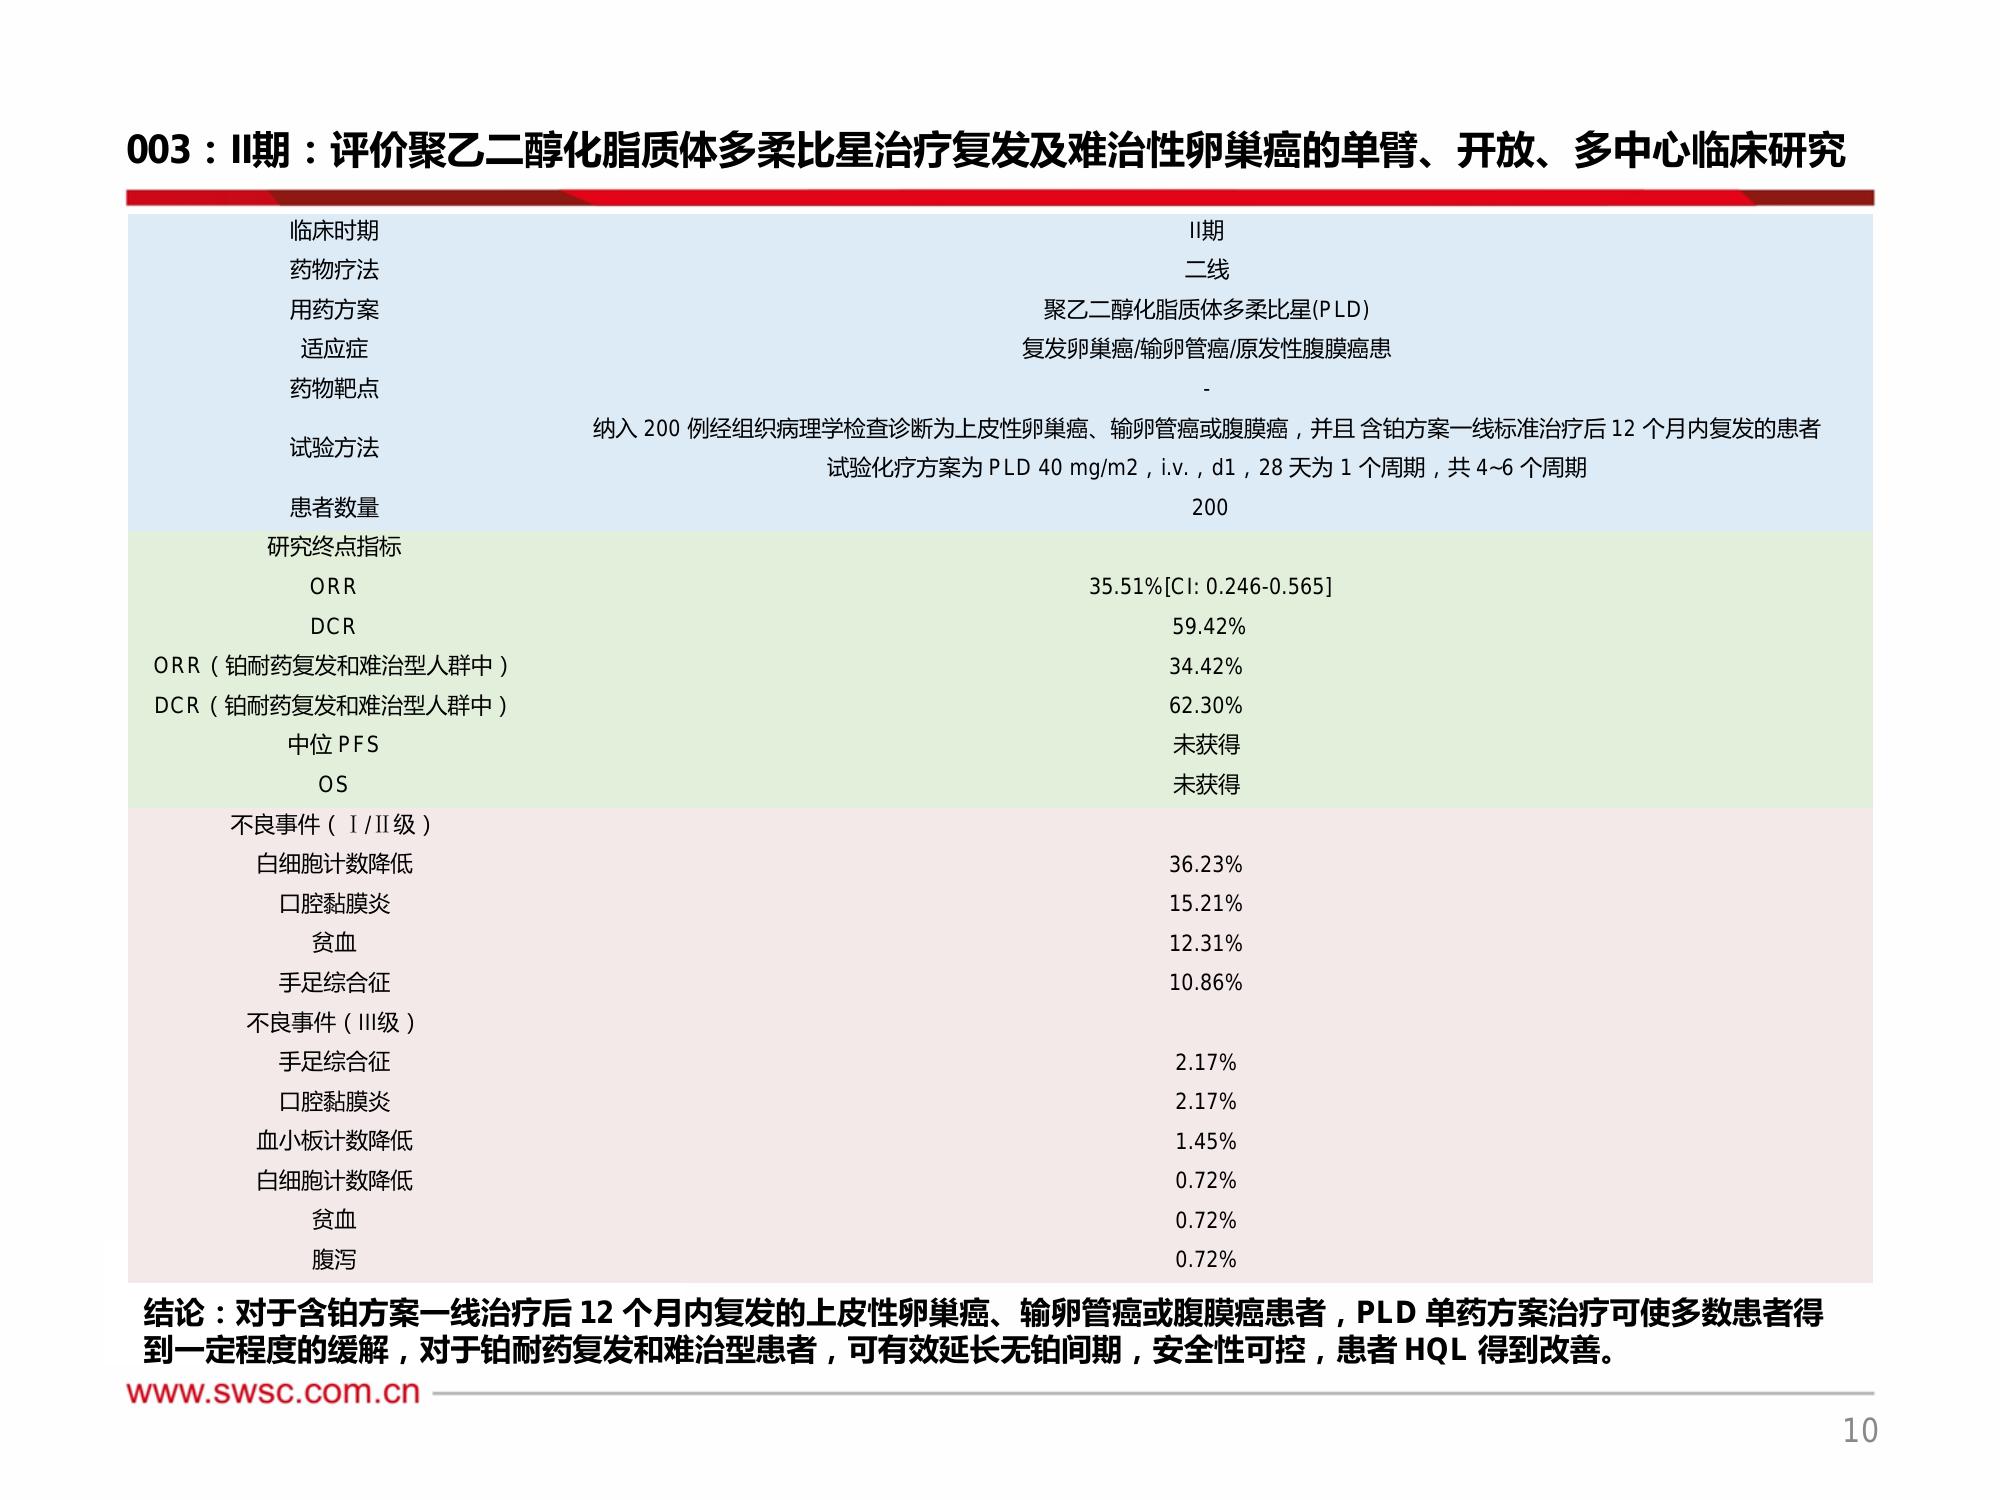 003：II期：评价聚乙二醇化脂质体多柔比星治疗复发及难治性卵巢癌的单臂、开放、多中心临床研究
临床时期 II期
药物疗法 二线
用药方案 聚乙二醇化脂质体多柔比星(PLD)
适应症 复发卵巢癌/输卵管癌/原发性腹膜癌患
药物靶点 -
试验方法 纳入 200 例经组织病理学检查诊断为上皮性卵巢癌、输卵管癌或腹膜癌，并且 含铂方案一线标准治疗后 12 个月内复发的患者
试验化疗方案为 PLD 40 mg/m2，i.v.，d1，28 天为 1 个周期，共 4~6 个周期
患者数量 200
研究终点指标
ORR 35.51%[CI: 0.246-0.565]
DCR 59.42%
ORR（铂耐药复发和难治型人群中） 34.42%
DCR（铂耐药复发和难治型人群中） 62.30%
中位 PFS 未获得
OS 未获得
不良事件（Ⅰ/Ⅱ级）
白细胞计数降低 36.23%
口腔黏膜炎 15.21%
贫血 12.31%
手足综合征 10.86%
不良事件（III级）
手足综合征 2.17%
口腔黏膜炎 2.17%
血小板计数降低 1.45%
白细胞计数降低 0.72%
贫血 0.72%
腹泻 0.72%
结论：对于含铂方案一线治疗后 12 个月内复发的上皮性卵巢癌、输卵管癌或腹膜癌患者，PLD 单药方案治疗可使多数患者得
到一定程度的缓解，对于铂耐药复发和难治型患者，可有效延长无铂间期，安全性可控，患者 HQL 得到改善。
www.swsc.com.cn
10